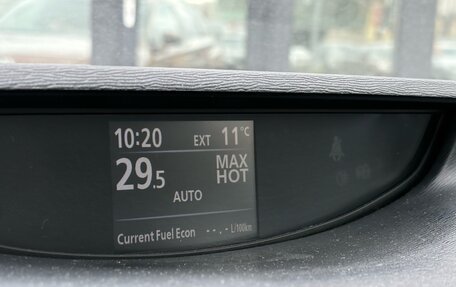 10:20 EXT 11°C
29.5 MAX
HOT
AUTO
Current Fuel Econ --.- L/100km